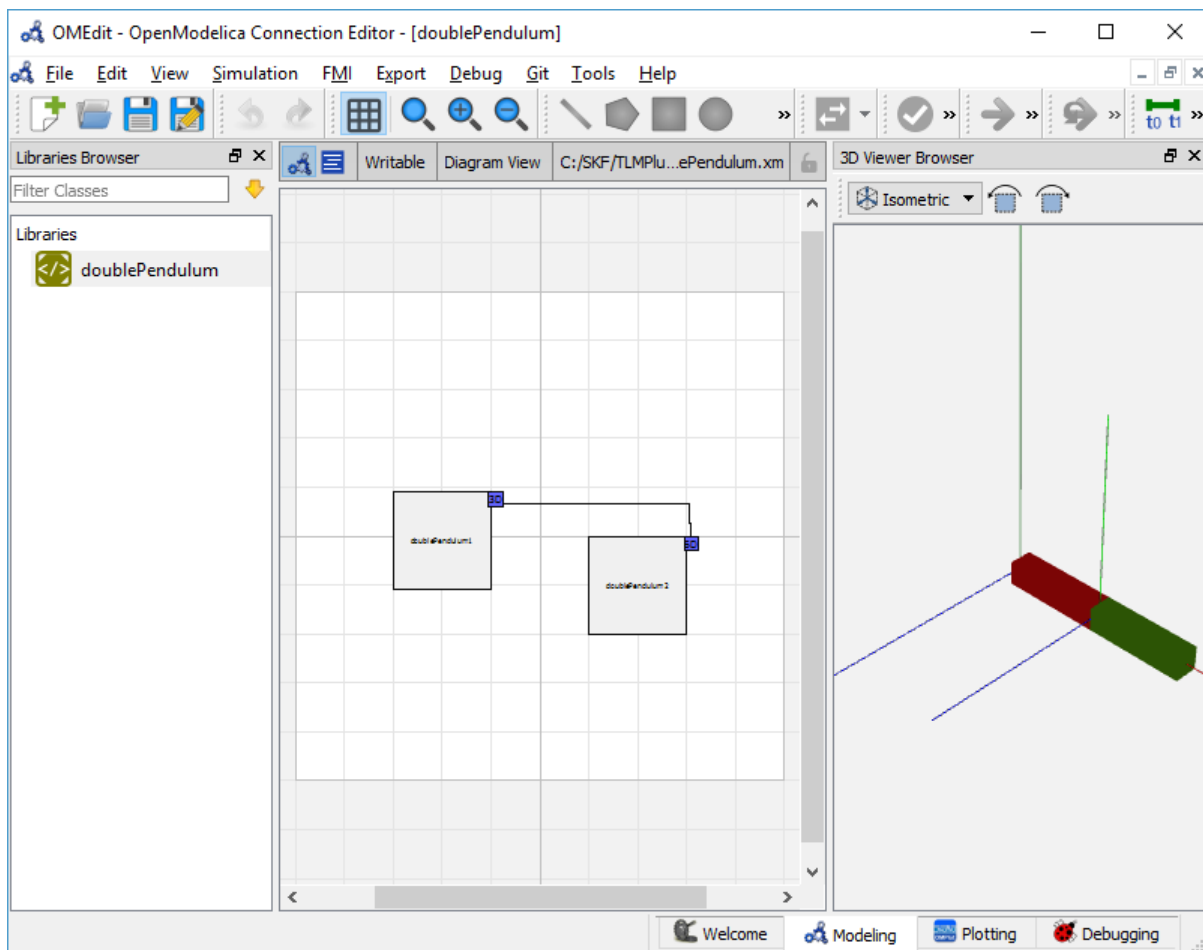 OMEdit - OpenModelica Connection Editor - [doublePendulum]
File Edit View Simulation FMI Export Debug Git Tools Help
» » » » t0 t1 »
Libraries Browser
Writable Diagram View C:/SKF/TLMPlu...ePendulum.xm
3D Viewer Browser
Filter Classes
Isometric
Libraries
</> doublePendulum
3D
doublePendulum1
3D
doublePendulum2
Welcome Modeling Plotting Debugging